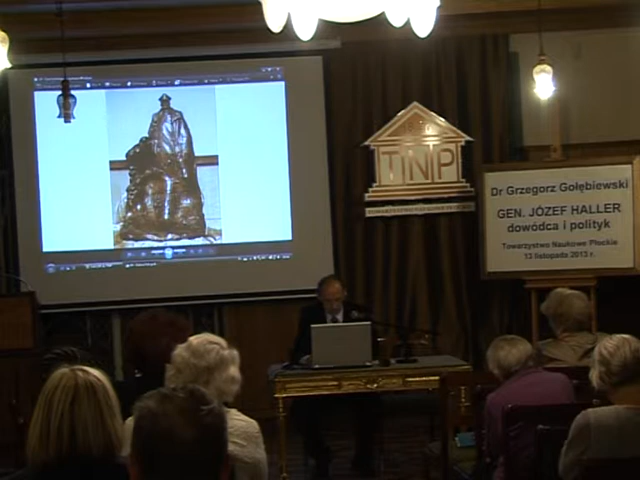 TNP
Dr Grzegorz Gołębiewski
GEN. JÓZEF HALLER
dowódca i polityk
Towarzystwo Naukowe Płockie
13 listopada 2013 r.